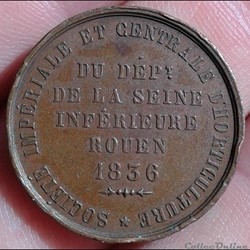 SOCIÉTÉ IMPÉRIALE ET CENTRALE D'HORTICULTURE
DU DÉPT
DE LA SEINE
INFÉRIEURE
ROUEN
1836